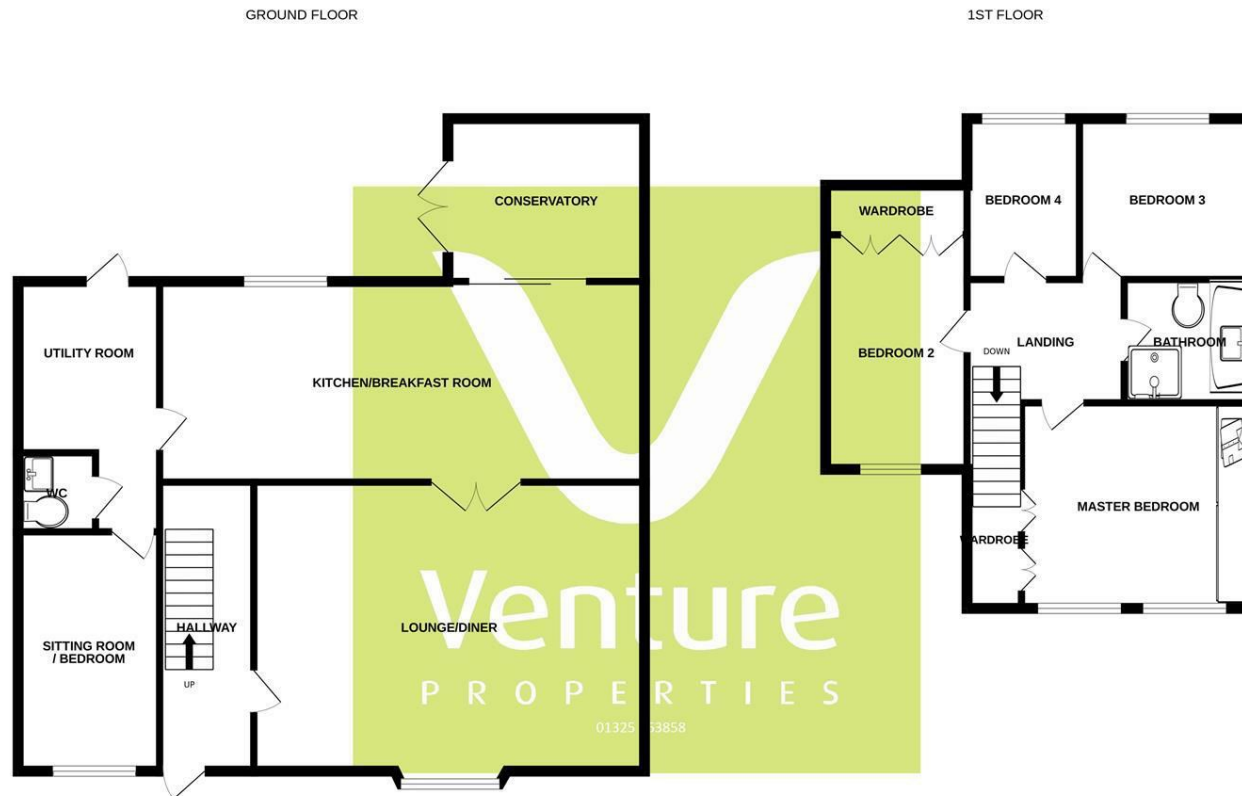 GROUND FLOOR
1ST FLOOR
CONSERVATORY
UTILITY ROOM
KITCHEN/BREAKFAST ROOM
WC
HALLWAY
UP
SITTING ROOM
/ BEDROOM
LOUNGE/DINER
WARDROBE
BEDROOM 4
BEDROOM 3
BEDROOM 2
LANDING
DOWN
BATHROOM
MASTER BEDROOM
WARDROBE
Venture
PROPERTIES
01325